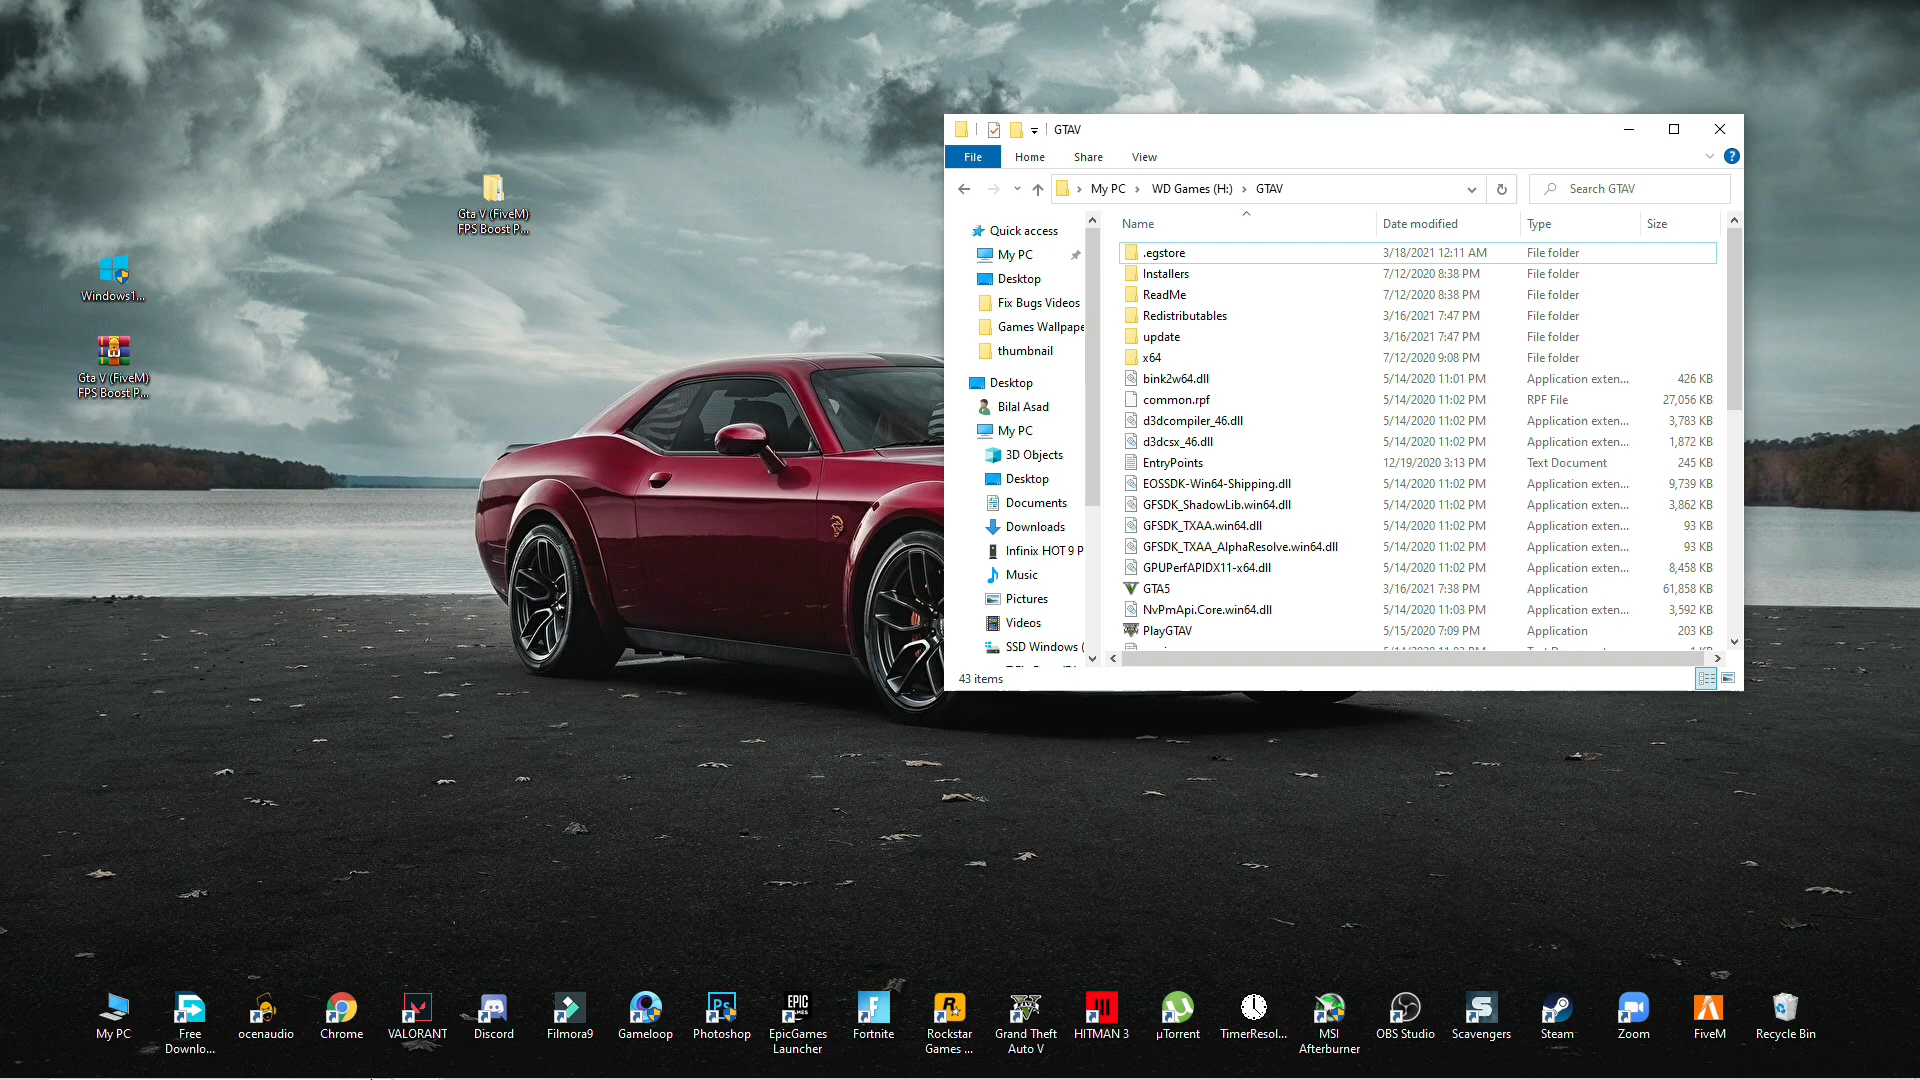 GTAV
File Home Share View
My PC WD Games (H:) GTAV
Search GTAV
Quick access
My PC
Desktop
Fix Bugs Videos
Games Wallpape
thumbnail
Desktop
Bilal Asad
My PC
3D Objects
Desktop
Documents
Downloads
Infinix HOT 9 P
Music
Pictures
Videos
SSD Windows (
Name Date modified Type Size
.egstore 3/18/2021 12:11 AM File folder
Installers 7/12/2020 8:38 PM File folder
ReadMe 7/12/2020 8:38 PM File folder
Redistributables 3/16/2021 7:47 PM File folder
update 3/16/2021 7:47 PM File folder
x64 7/12/2020 9:08 PM File folder
bink2w64.dll 5/14/2020 11:01 PM Application exten... 426 KB
common.rpf 5/14/2020 11:02 PM RPF File 27,056 KB
d3dcompiler_46.dll 5/14/2020 11:02 PM Application exten... 3,783 KB
d3dcsx_46.dll 5/14/2020 11:02 PM Application exten... 1,872 KB
EntryPoints 12/19/2020 3:13 PM Text Document 245 KB
EOSSDK-Win64-Shipping.dll 5/14/2020 11:02 PM Application exten... 9,739 KB
GFSDK_ShadowLib.win64.dll 5/14/2020 11:02 PM Application exten... 3,862 KB
GFSDK_TXAA.win64.dll 5/14/2020 11:02 PM Application exten... 93 KB
GFSDK_TXAA_AlphaResolve.win64.dll 5/14/2020 11:02 PM Application exten... 93 KB
GPUPerfAPIDX11-x64.dll 5/14/2020 11:02 PM Application exten... 8,458 KB
GTA5 3/16/2021 7:38 PM Application 61,858 KB
NvPmApi.Core.win64.dll 5/14/2020 11:03 PM Application exten... 3,592 KB
PlayGTAV 5/15/2020 7:09 PM Application 203 KB
43 items
Gta V (FiveM)
FPS Boost P...
Windows1...
Gta V (FiveM)
FPS Boost P...
My PC
Free
Downlo...
ocenaudio
Chrome
VALORANT
Discord
Filmora9
Gameloop
Photoshop
EpicGames
Launcher
Fortnite
Rockstar
Games ...
Grand Theft
Auto V
HITMAN 3
µTorrent
TimerResol...
MSI
Afterburner
OBS Studio
Scavengers
Steam
Zoom
FiveM
Recycle Bin